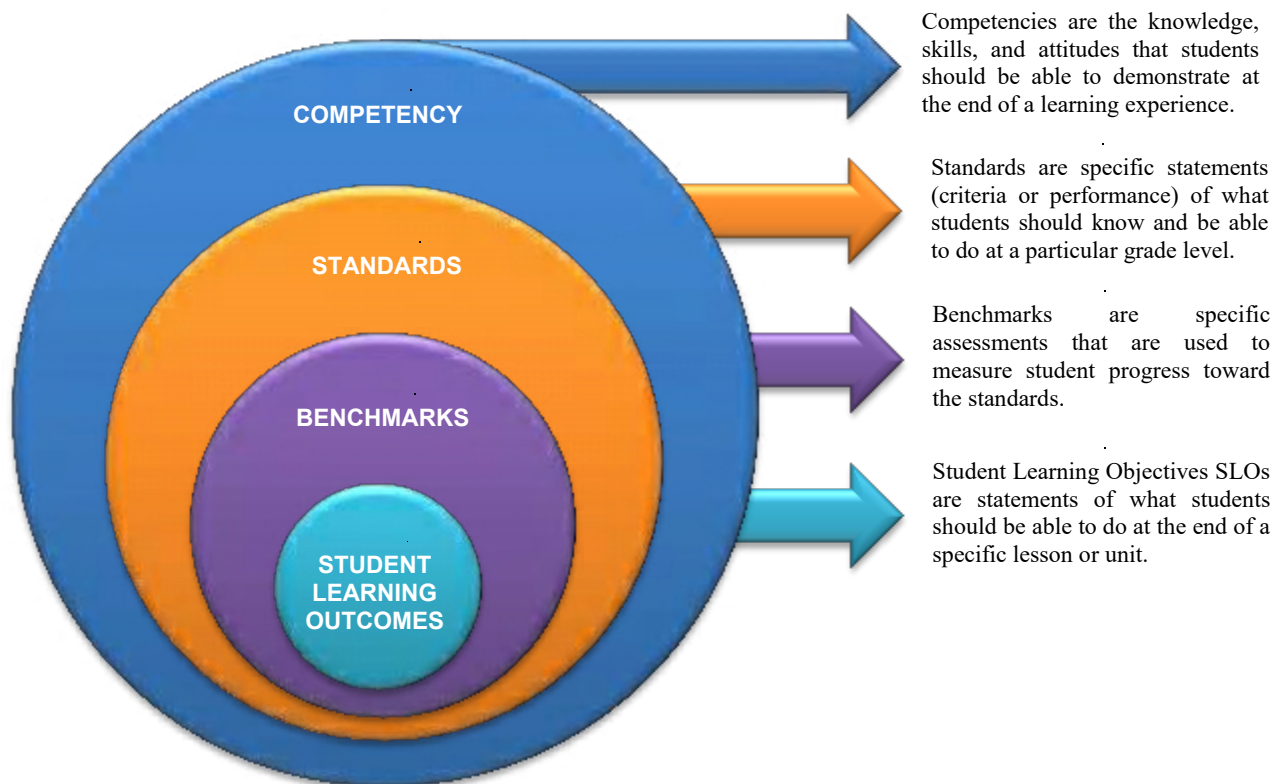 COMPETENCY
STANDARDS
BENCHMARKS
STUDENT
LEARNING
OUTCOMES
Competencies are the knowledge,
skills, and attitudes that students
should be able to demonstrate at
the end of a learning experience.
Standards are specific statements
(criteria or performance) of what
students should know and be able
to do at a particular grade level.
Benchmarks are specific
assessments that are used to
measure student progress toward
the standards.
Student Learning Objectives SLOs
are statements of what students
should be able to do at the end of a
specific lesson or unit.